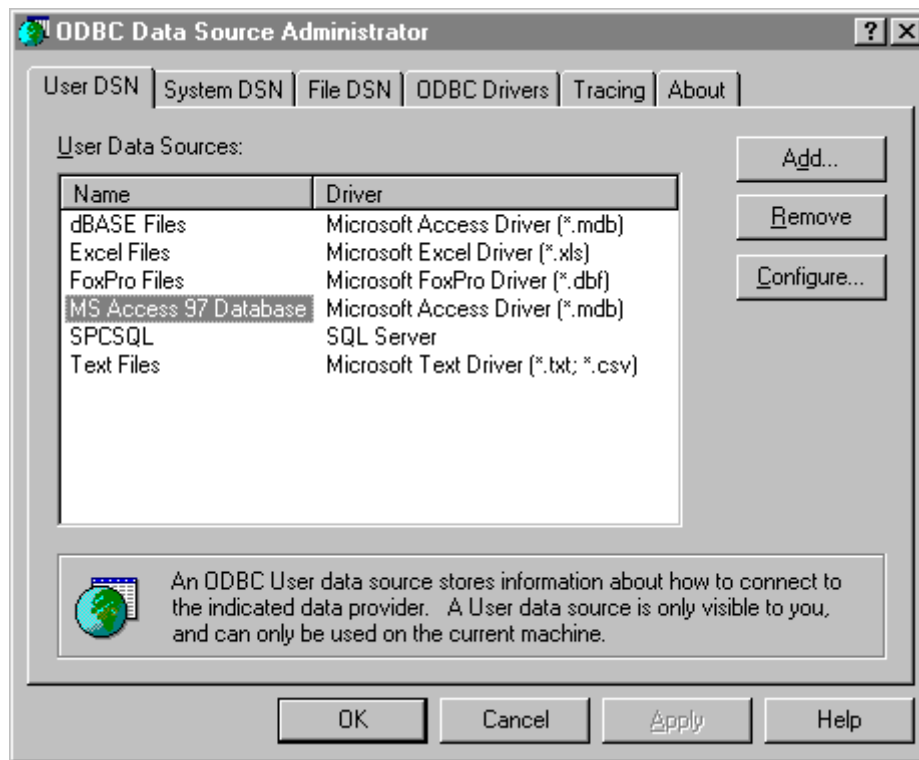 ODBC Data Source Administrator
User DSN System DSN File DSN ODBC Drivers Tracing About
User Data Sources:
Name Driver
dBASE Files Microsoft Access Driver (*.mdb)
Excel Files Microsoft Excel Driver (*.xls)
FoxPro Files Microsoft FoxPro Driver (*.dbf)
MS Access 97 Database Microsoft Access Driver (*.mdb)
SPCSQL SQL Server
Text Files Microsoft Text Driver (*.txt; *.csv)
Add...
Remove
Configure...
An ODBC User data source stores information about how to connect to
the indicated data provider. A User data source is only visible to you,
and can only be used on the current machine.
OK Cancel Apply Help